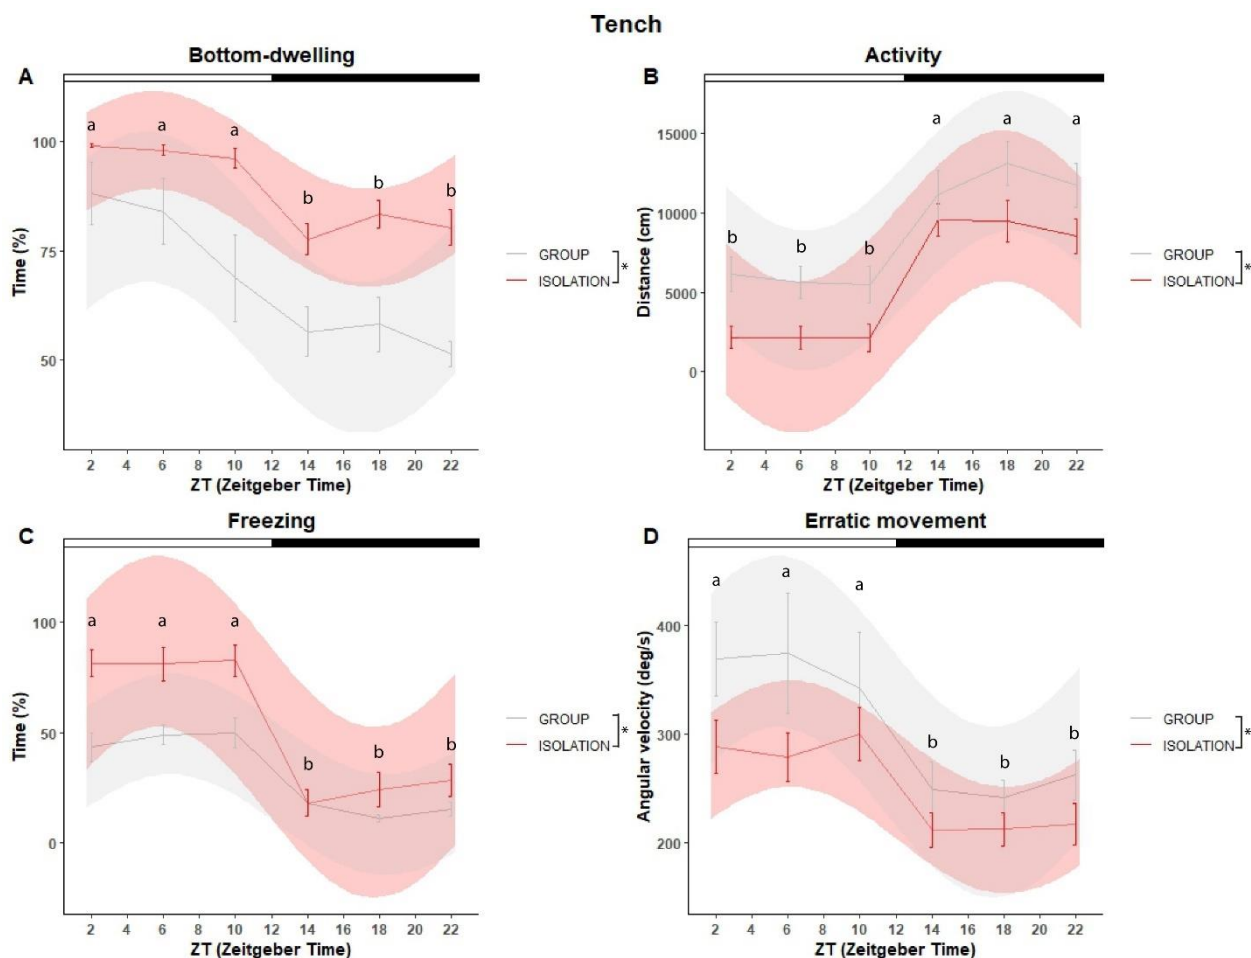 Tench
A
Bottom-dwelling
a a a b b b
100
75
50
Time (%)
2 4 6 8 10 12 14 16 18 20 22
ZT (Zeitgeber Time)
GROUP
ISOLATION
*
B
Activity
b b b a a a
15000
10000
5000
0
Distance (cm)
2 4 6 8 10 12 14 16 18 20 22
ZT (Zeitgeber Time)
GROUP
ISOLATION
*
C
Freezing
a a a b b b
100
50
0
Time (%)
2 4 6 8 10 12 14 16 18 20 22
ZT (Zeitgeber Time)
GROUP
ISOLATION
*
D
Erratic movement
a a a b b b
400
300
200
Angular velocity (deg/s)
2 4 6 8 10 12 14 16 18 20 22
ZT (Zeitgeber Time)
GROUP
ISOLATION
*